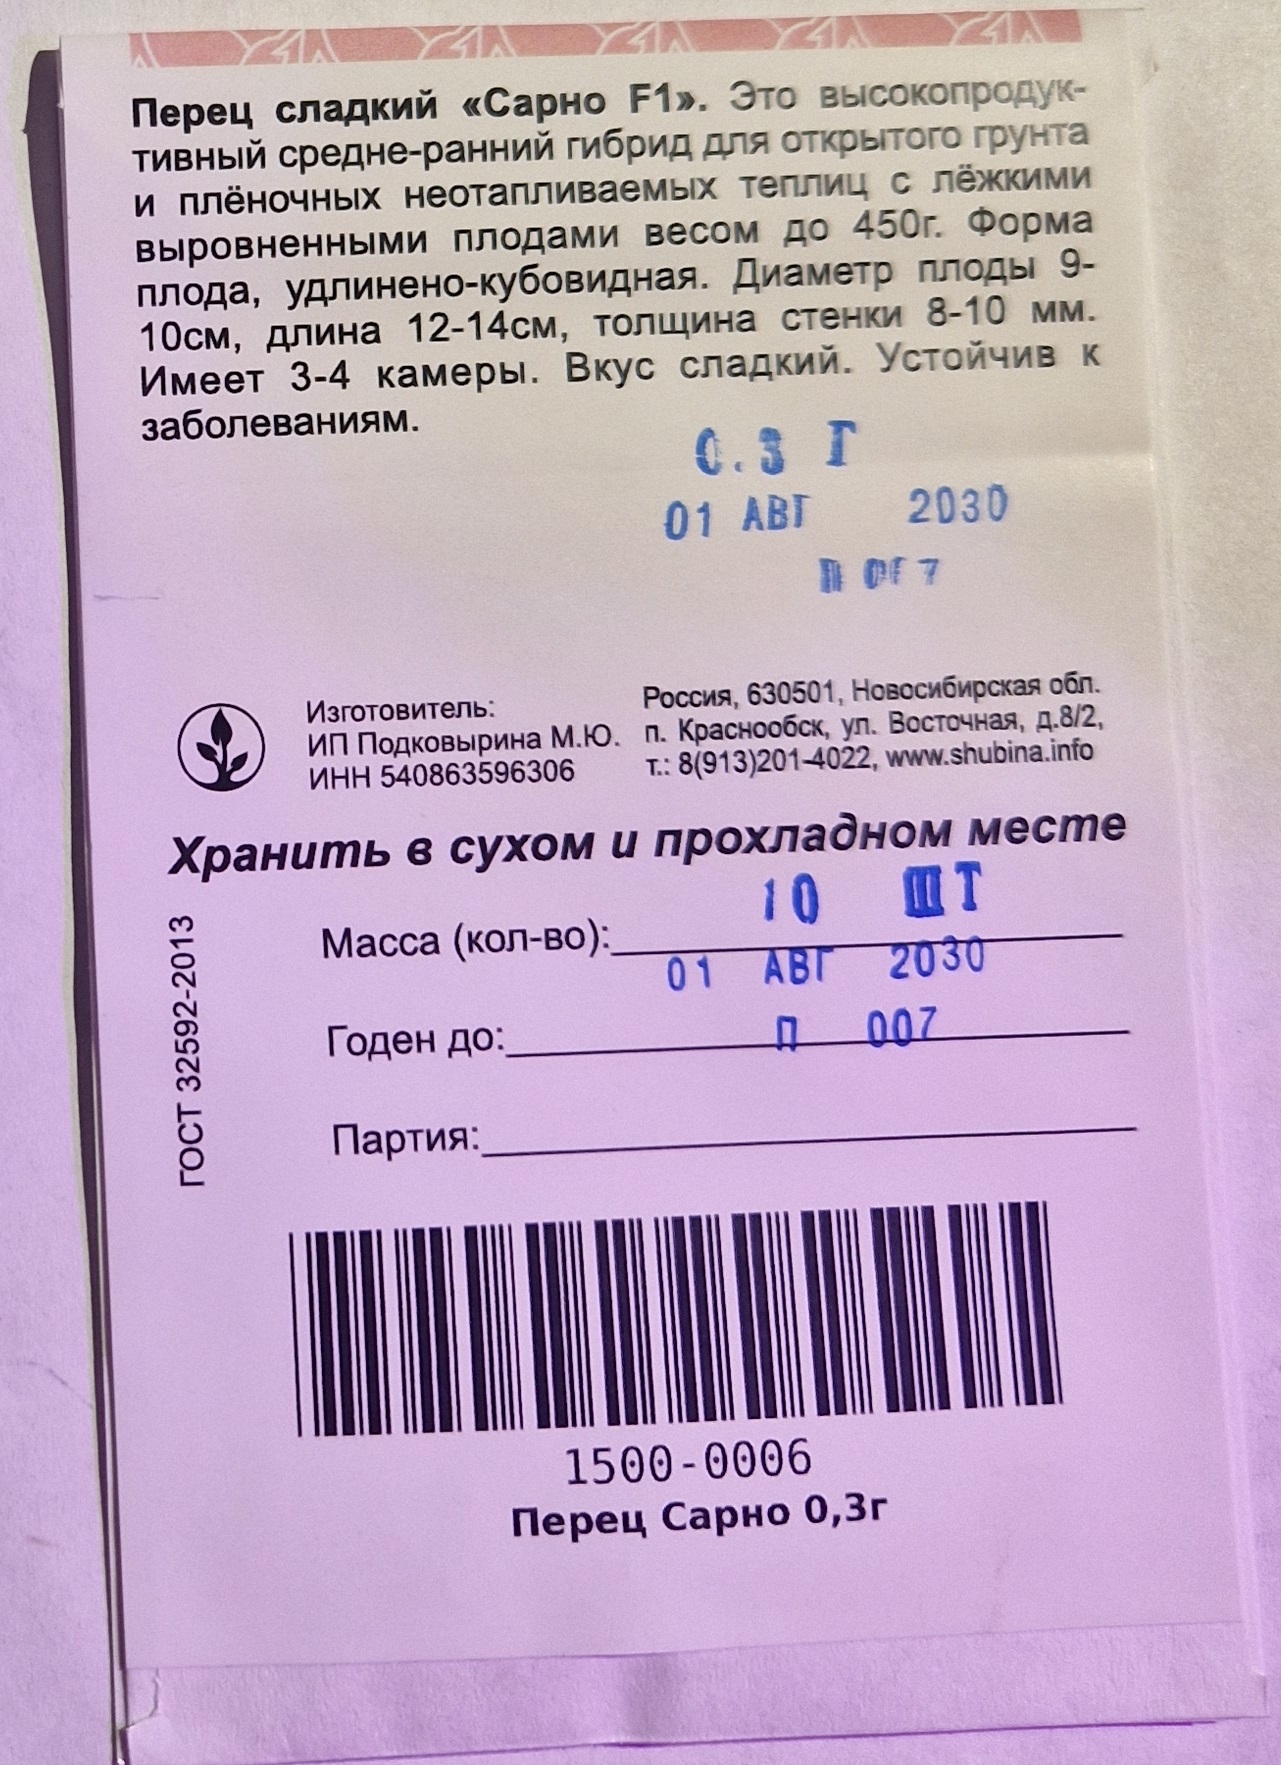 Перец сладкий «Сарно F1». Это высокопродук-
тивный средне-ранний гибрид для открытого грунта
и плёночных неотапливаемых теплиц с лёжкими
выровненными плодами весом до 450г. Форма
плода, удлинено-кубовидная. Диаметр плоды 9-
10см, длина 12-14см, толщина стенки 8-10 мм.
Имеет 3-4 камеры. Вкус сладкий. Устойчив к
заболеваниям.
0.3 Г
01 АВГ 2030
П 007
Изготовитель:
ИП Подковырина М.Ю.
ИНН 540863596306
Россия, 630501, Новосибирская обл.
п. Краснообск, ул. Восточная, д.8/2,
т.: 8(913)201-4022, www.shubina.info
Хранить в сухом и прохладном месте
10 ШТ
Масса (кол-во):
01 АВГ 2030
Годен до:
П 007
Партия:
ГОСТ 32592-2013
1500-0006
Перец Сарно 0,3г